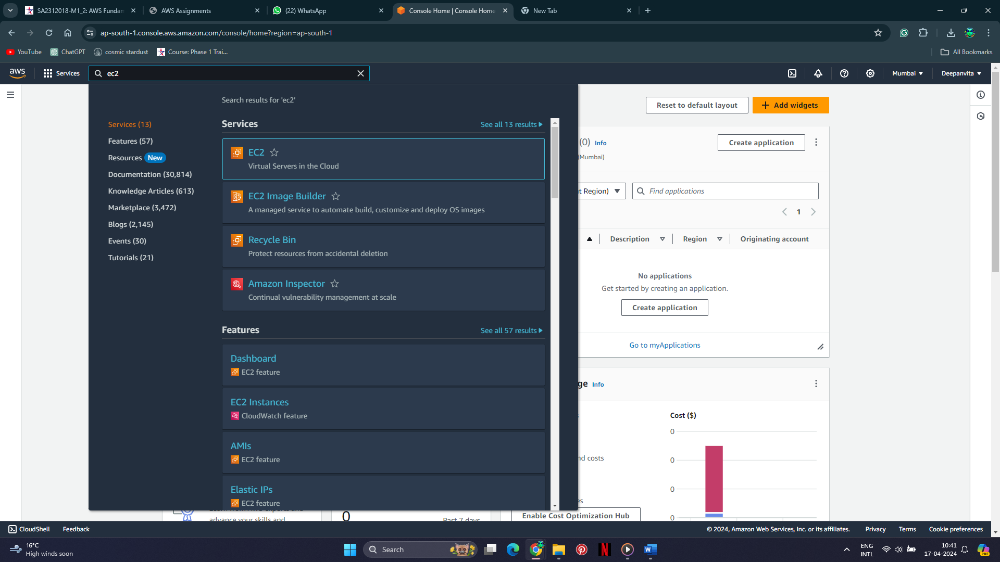 SA2312018-M1_2: AWS Fundam
AWS Assignments
(22) WhatsApp
Console Home | Console Home
New Tab
ap-south-1.console.aws.amazon.com/console/home?region=ap-south-1
YouTube
ChatGPT
cosmic stardust
Course: Phase 1 Trai...
All Bookmarks
aws
Services
ec2
Mumbai
Deepanvita
Search results for 'ec2'
Services (13)
Features (57)
Resources New
Documentation (30,814)
Knowledge Articles (613)
Marketplace (3,472)
Blogs (2,145)
Events (30)
Tutorials (21)
Services
See all 13 results
EC2
Virtual Servers in the Cloud
EC2 Image Builder
A managed service to automate build, customize and deploy OS images
Recycle Bin
Protect resources from accidental deletion
Amazon Inspector
Continual vulnerability management at scale
Features
See all 57 results
Dashboard
EC2 feature
EC2 Instances
CloudWatch feature
AMIs
EC2 feature
Elastic IPs
EC2 feature
Reset to default layout
Add widgets
(0) Info
(Mumbai)
Create application
t Region)
Find applications
1
Description
Region
Originating account
No applications
Get started by creating an application.
Create application
Go to myApplications
ge Info
Cost ($)
0
0
nd costs
0
es
0
Enable Cost Optimization Hub
advance your skills and
0
Past 7 days
CloudShell
Feedback
© 2024, Amazon Web Services, Inc. or its affiliates.
Privacy
Terms
Cookie preferences
16°C
High winds soon
Search
ENG
INTL
10:41
17-04-2024
PRE